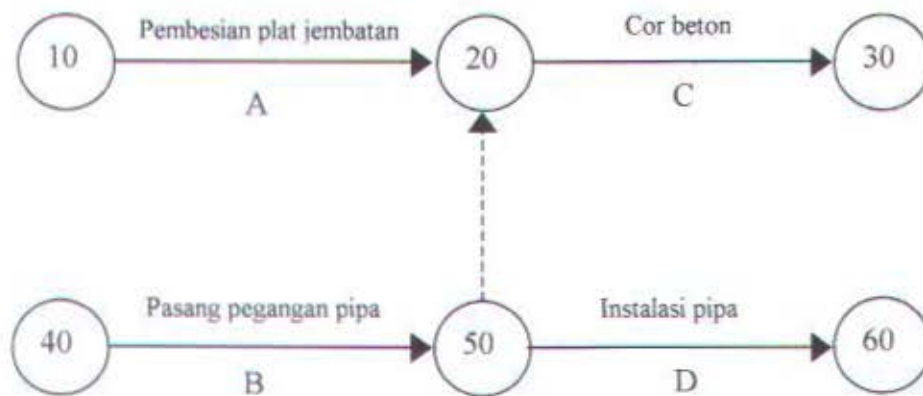 Pembesian plat jembatan
Cor beton
10
20
30
A
C
Pasang pegangan pipa
Instalasi pipa
40
50
60
B
D